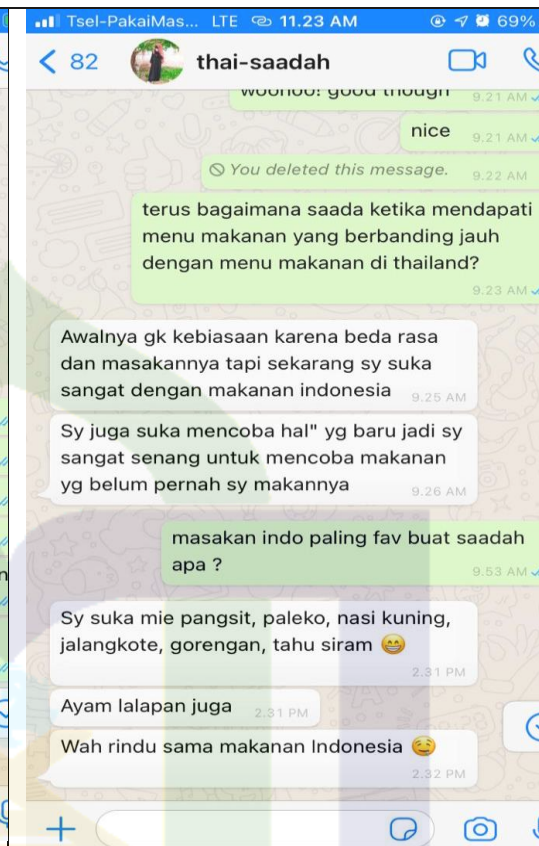 Tsel-PakaiMas... LTE 11.23 AM 69%
82 thai-saadah
woohoo! good though 9.21 AM
nice 9.21 AM
You deleted this message. 9.22 AM
terus bagaimana saada ketika mendapati
menu makanan yang berbanding jauh
dengan menu makanan di thailand?
9.23 AM
Awalnya gk kebiasaan karena beda rasa
dan masakannya tapi sekarang sy suka
sangat dengan makanan indonesia 9.25 AM
Sy juga suka mencoba hal" yg baru jadi sy
sangat senang untuk mencoba makanan
yg belum pernah sy makannya 9.26 AM
masakan indo paling fav buat saadah
apa ? 9.53 AM
Sy suka mie pangsit, paleko, nasi kuning,
jalangkote, gorengan, tahu siram 😁
2.31 PM
Ayam lalapan juga 2.31 PM
Wah rindu sama makanan Indonesia 😋
2.32 PM